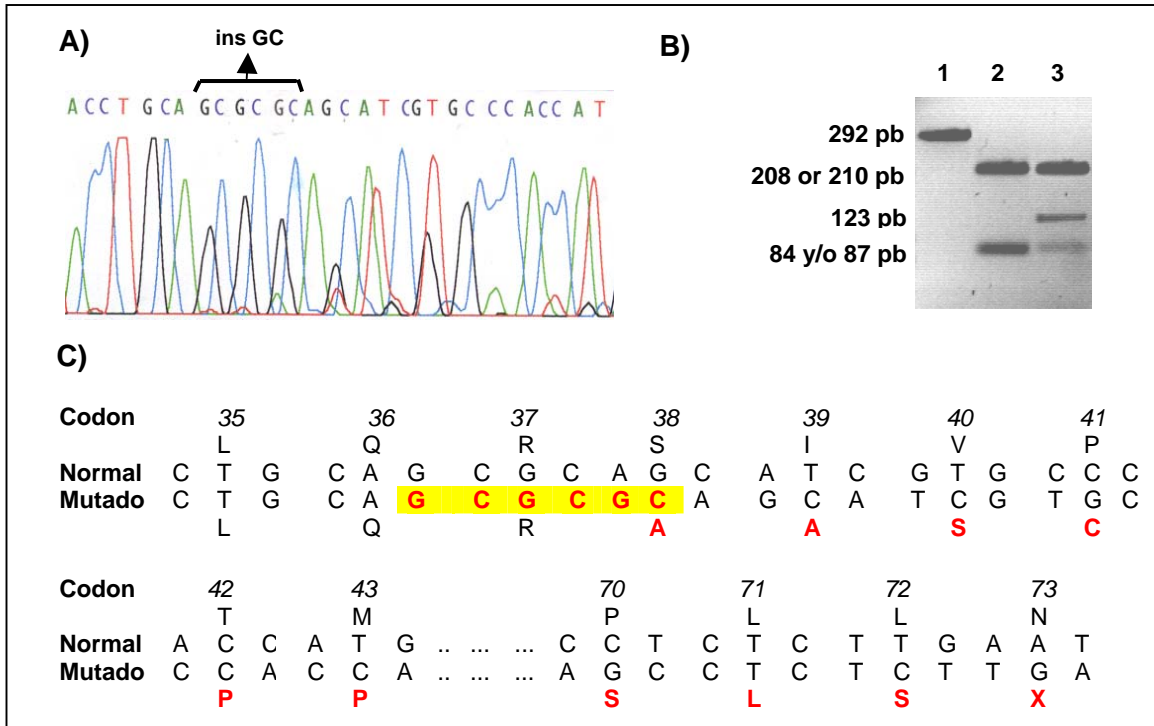 A)
ins GC
A C C T G C A G C G C G C A G C A T C G T G C C C A C C A T
B)
1 2 3
292 pb
208 or 210 pb
123 pb
84 y/o 87 pb
C)
Codon 35 36 37 38 39 40 41
L Q R S I V P
Normal C T G C A G C G C A G C A T C G T G C C C
Mutado C T G C A G C G C G C A G C A T C G T G C
L Q R A A S C
Codon 42 43 70 71 72 73
T M P L L N
Normal A C C A T G .. ... ... C C T C T C T T G A A T
Mutado C C A C C A .. ... ... A G C C T C T C T T G A
P P S L S X